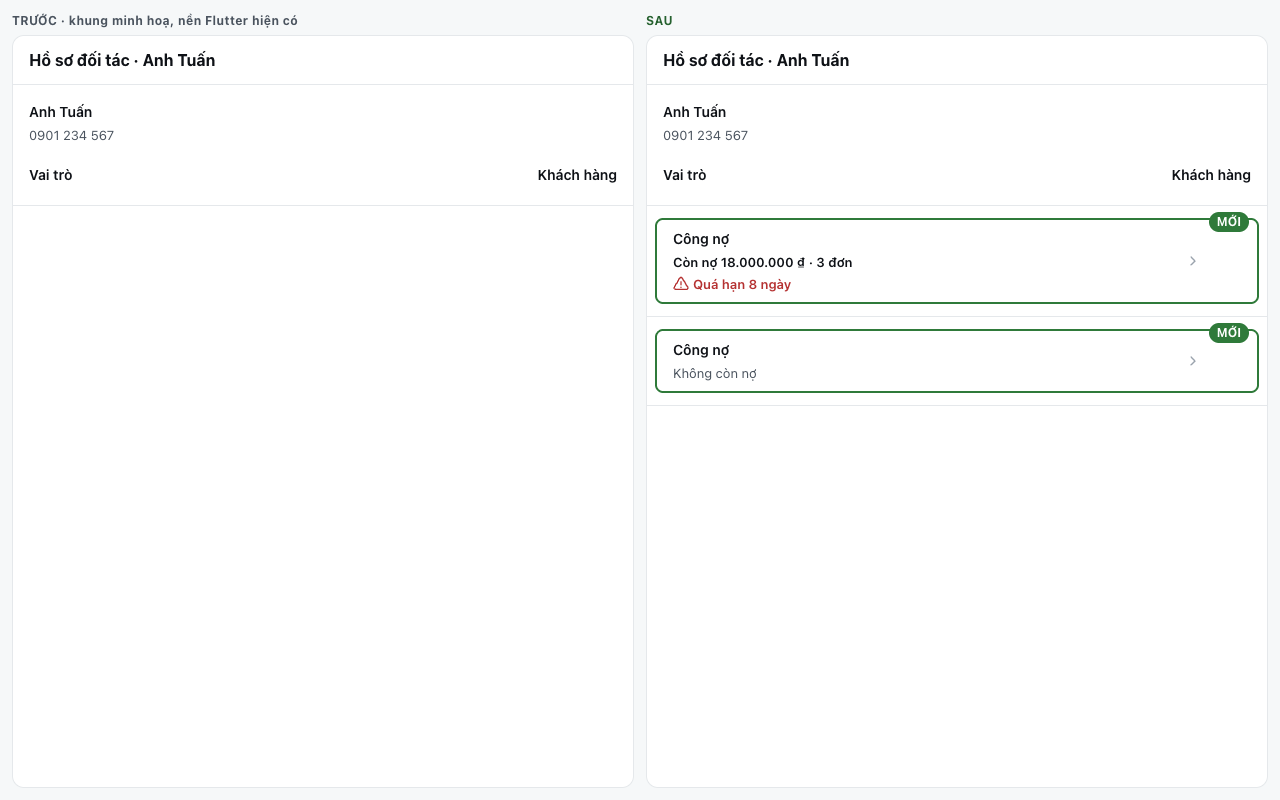 TRƯỚC · khung minh hoạ, nền Flutter hiện có
Hồ sơ đối tác · Anh Tuấn
Anh Tuấn
0901 234 567
Vai trò Khách hàng
SAU
Hồ sơ đối tác · Anh Tuấn
Anh Tuấn
0901 234 567
Vai trò Khách hàng
MỚI
Công nợ
Còn nợ 18.000.000 ₫ · 3 đơn
Quá hạn 8 ngày
MỚI
Công nợ
Không còn nợ